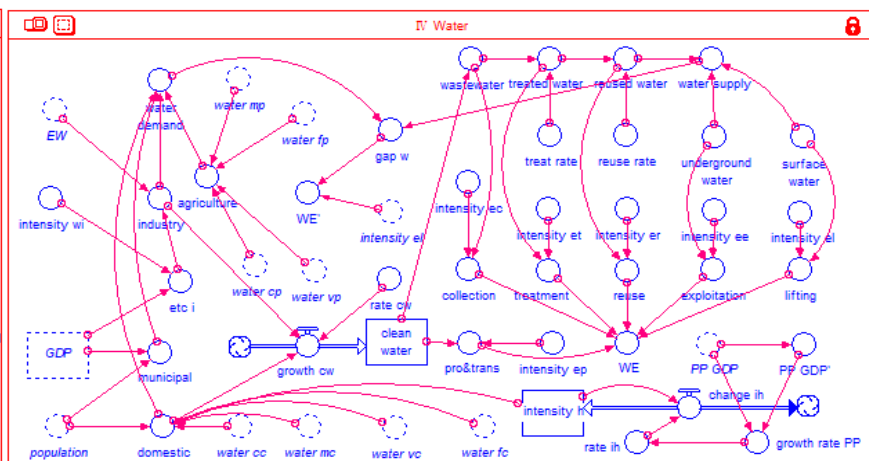 Ⅳ Water
wastewater
treated water
reused water
water supply
water
demand
water mp
EW
water fp
gap w
treat rate
reuse rate
underground
water
surface
water
agriculture
WE'
intensity ec
intensity wi
industry
intensity el
intensity et
intensity er
intensity ee
intensity el
water cp
water vp
rate cw
collection
treatment
reuse
exploitation
lifting
etc i
GDP
clean
water
growth cw
pro&trans
intensity ep
WE
PP GDP
PP GDP'
municipal
change ih
intensity h
population
domestic
water cc
water mc
water vc
water fc
rate ih
growth rate PP